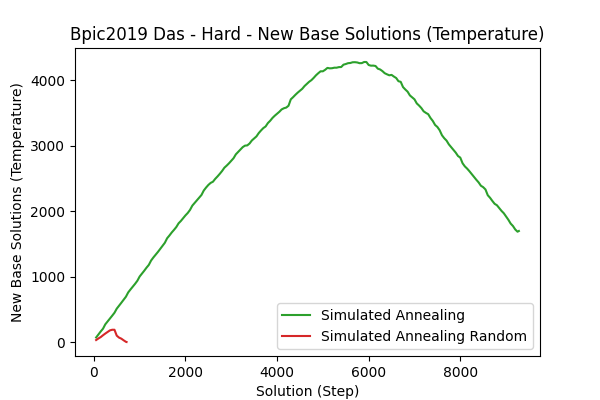 Bpic2019 Das - Hard - New Base Solutions (Temperature)
New Base Solutions (Temperature)
4000
3000
2000
1000
0
0 2000 4000 6000 8000
Solution (Step)
Simulated Annealing
Simulated Annealing Random